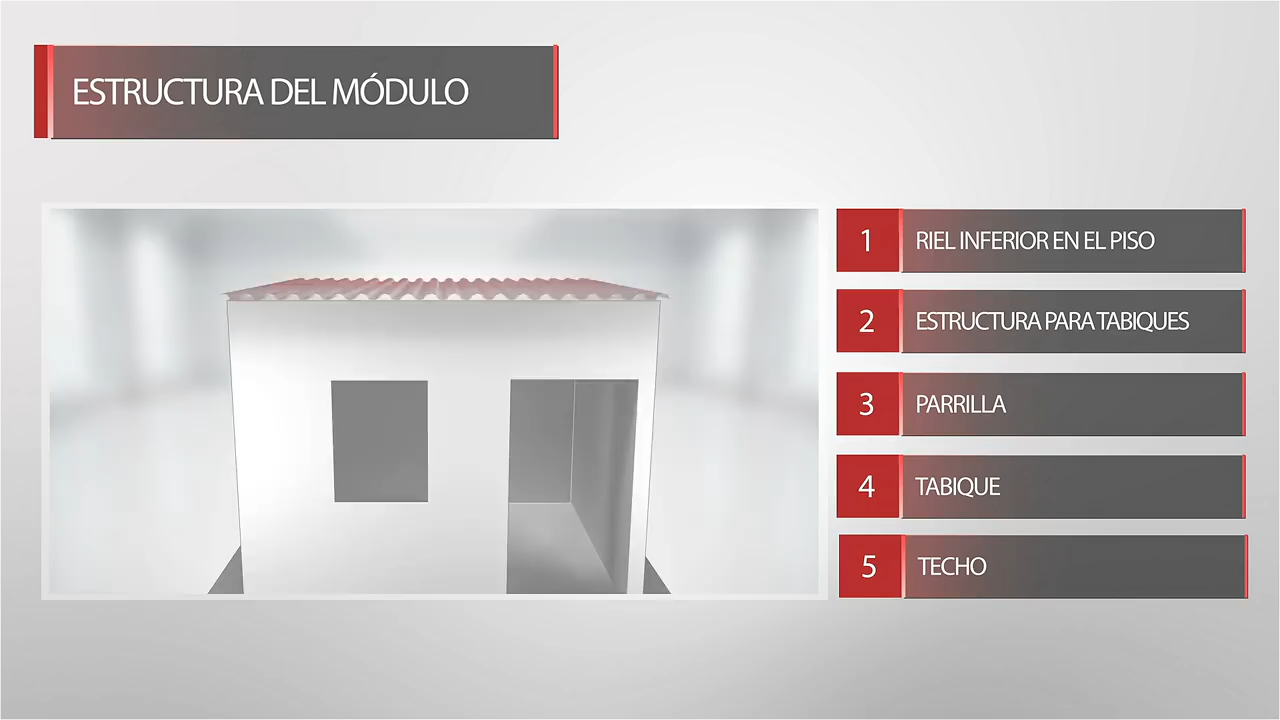 ESTRUCTURA DEL MÓDULO
1 RIEL INFERIOR EN EL PISO
2 ESTRUCTURA PARA TABIQUES
3 PARRILLA
4 TABIQUE
5 TECHO